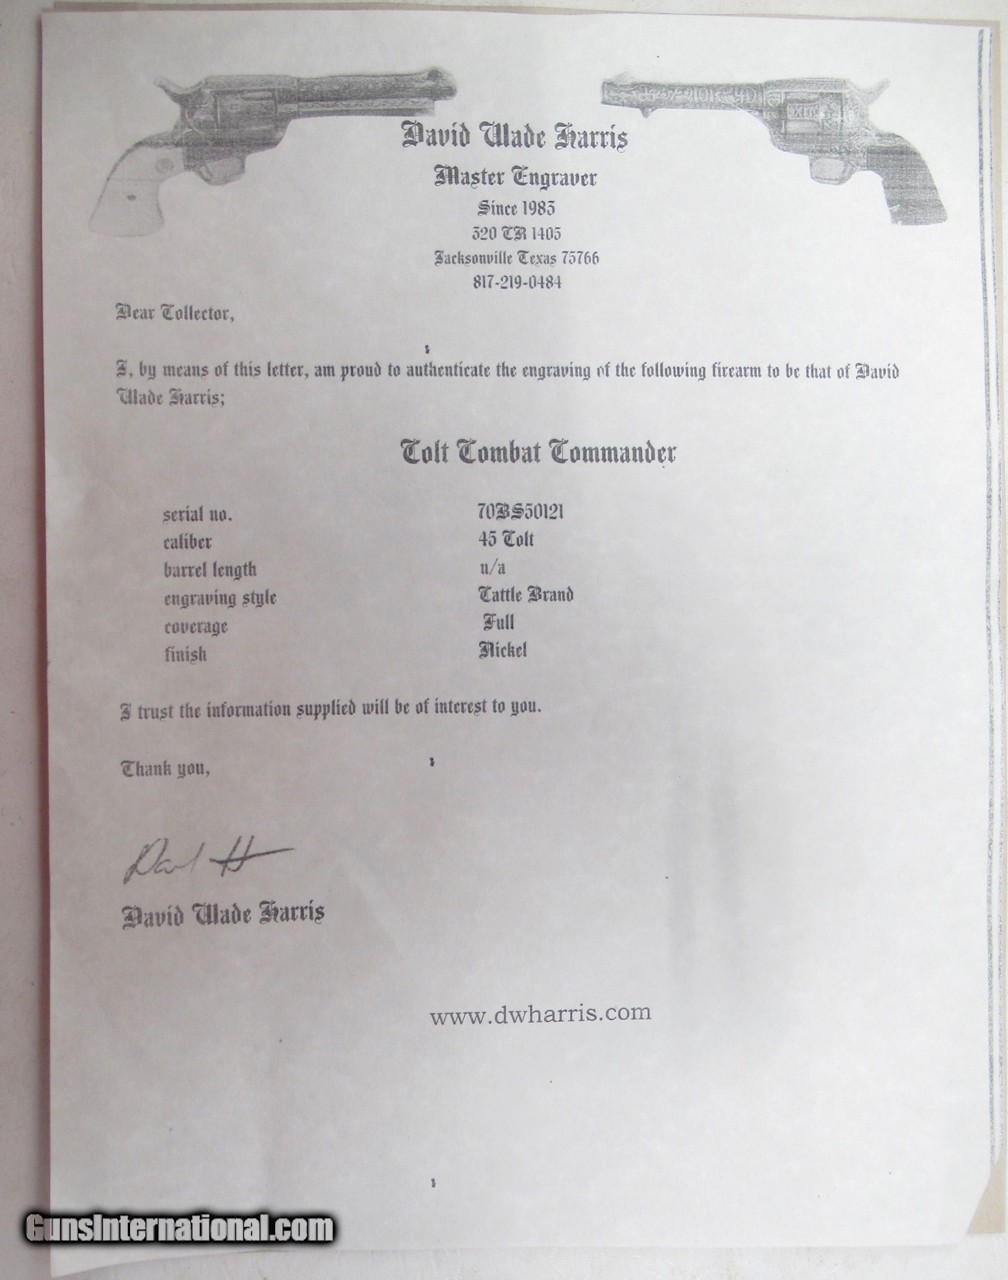 David Wade Harris
Master Engraver
Since 1983
320 CR 1405
Jacksonville Texas 75766
817-219-0484
Dear Collector,
I, by means of this letter, am proud to authenticate the engraving of the following firearm to be that of David
Wade Harris;
Colt Combat Commander
serial no. 70BS50121
caliber 45 Colt
barrel length n/a
engraving style Cattle Brand
coverage Full
finish Nickel
I trust the information supplied will be of interest to you.
Thank you,
David Wade Harris
www.dwharris.com
GunsInternational.com